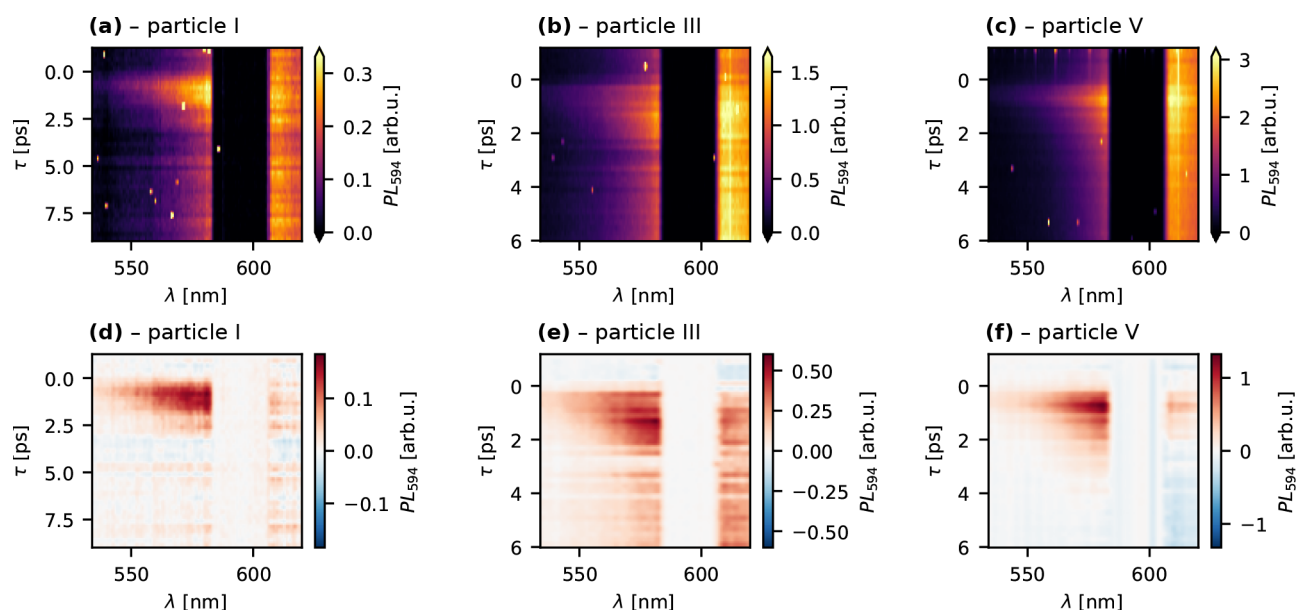 (a) – particle I
(b) – particle III
(c) – particle V
0.0
2.5
5.0
7.5
τ [ps]
550
600
λ [nm]
0.3
0.2
0.1
0.0
PL594 [arb.u.]
0
2
4
6
τ [ps]
550
600
λ [nm]
1.5
1.0
0.5
0.0
PL594 [arb.u.]
0
2
4
6
τ [ps]
550
600
λ [nm]
3
2
1
0
PL594 [arb.u.]
(d) – particle I
(e) – particle III
(f) – particle V
0.0
2.5
5.0
7.5
τ [ps]
550
600
λ [nm]
0.1
0.0
−0.1
PL594 [arb.u.]
0
2
4
6
τ [ps]
550
600
λ [nm]
0.50
0.25
0.00
−0.25
−0.50
PL594 [arb.u.]
0
2
4
6
τ [ps]
550
600
λ [nm]
1
0
−1
PL594 [arb.u.]